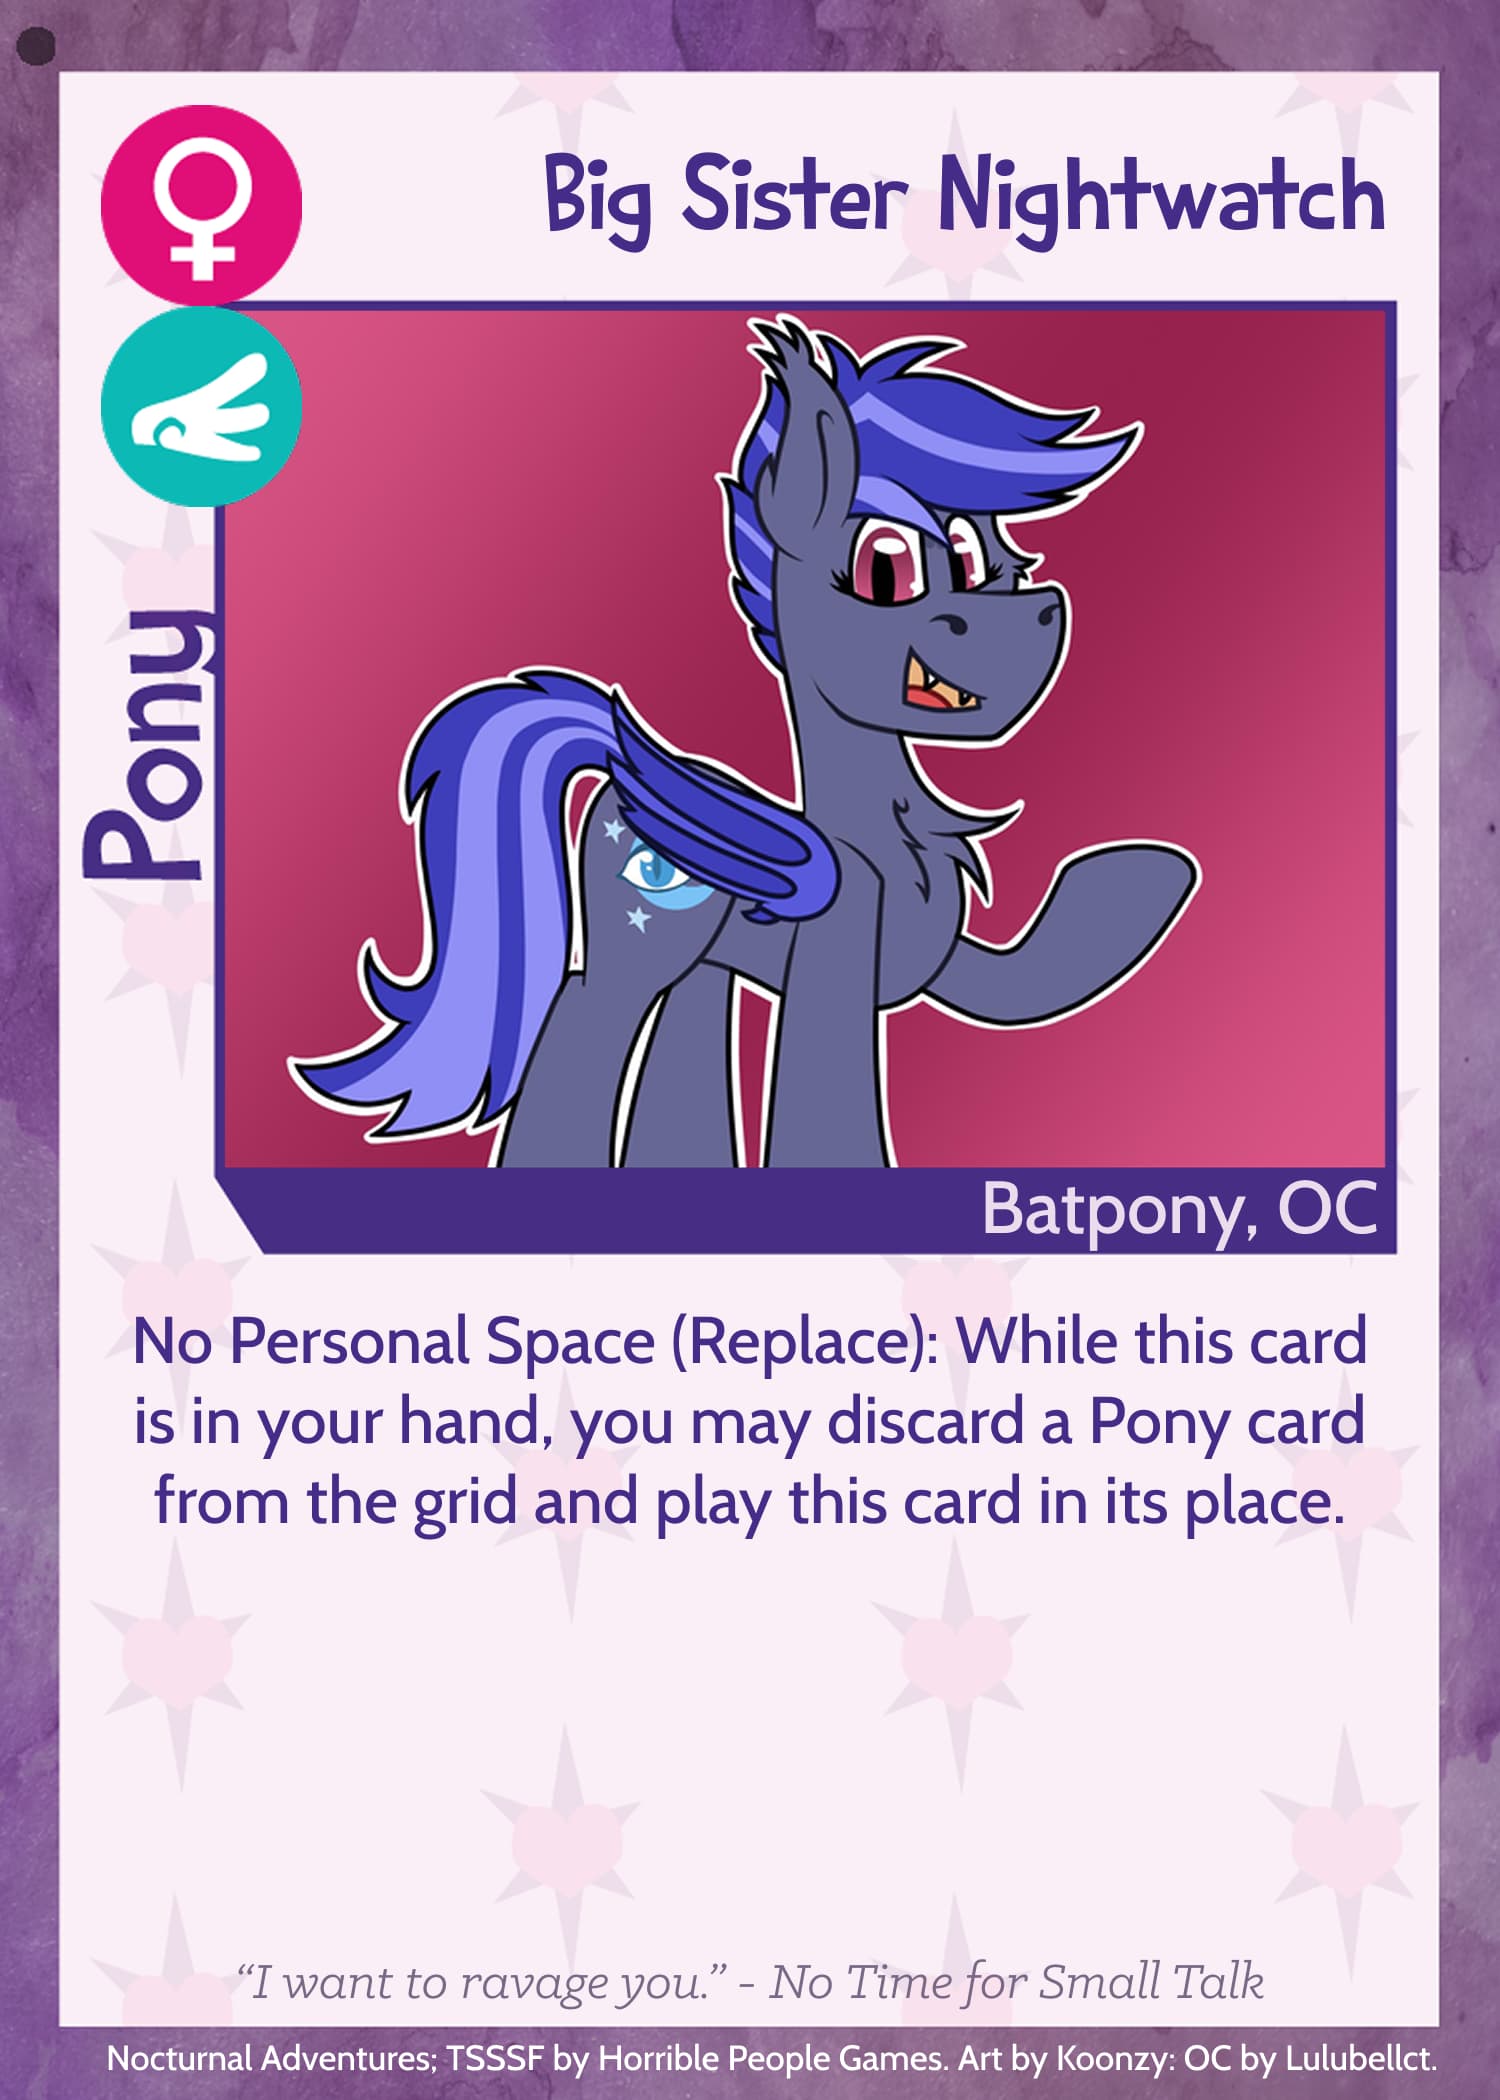 Big Sister Nightwatch
Pony
Batpony, OC
No Personal Space (Replace): While this card
is in your hand, you may discard a Pony card
from the grid and play this card in its place.
“I want to ravage you.” - No Time for Small Talk
Nocturnal Adventures; TSSSF by Horrible People Games. Art by Koonzy: OC by Lulubellct.